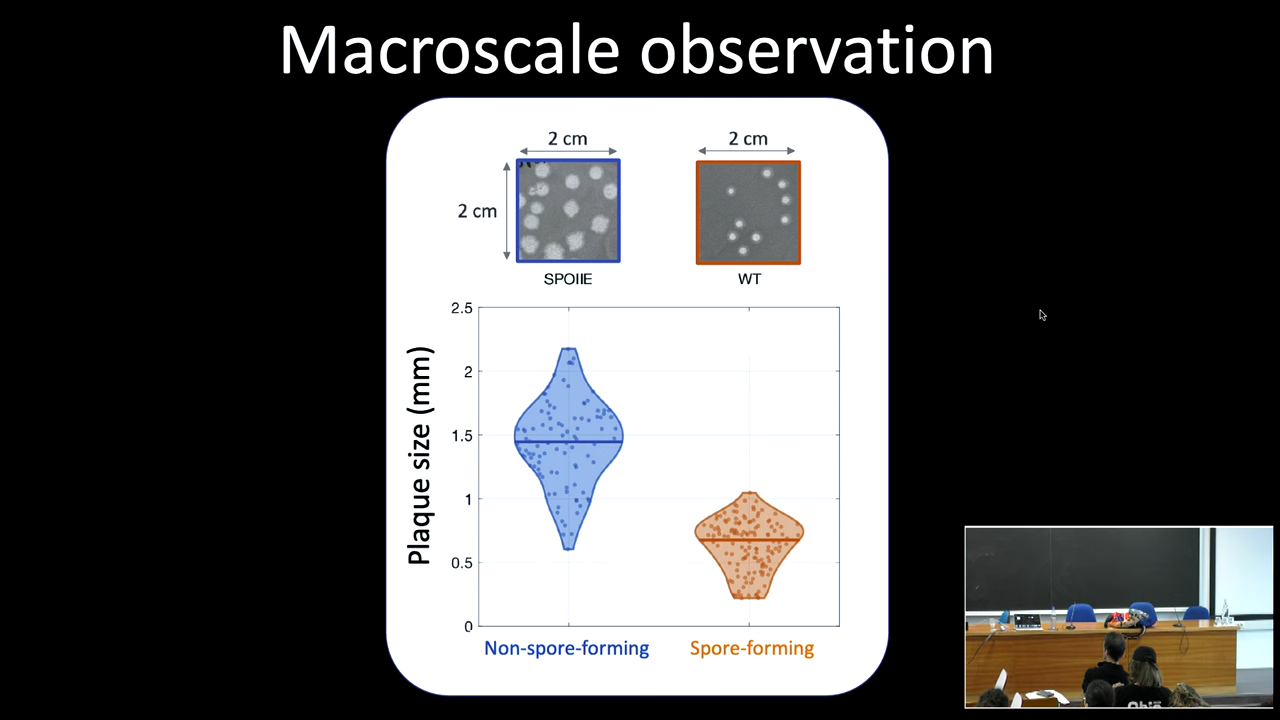 Macroscale observation
2 cm
2 cm
2 cm
SPOIIE
WT
Plaque size (mm)
2.5
2
1.5
1
0.5
0
Non-spore-forming
Spore-forming
Ohio